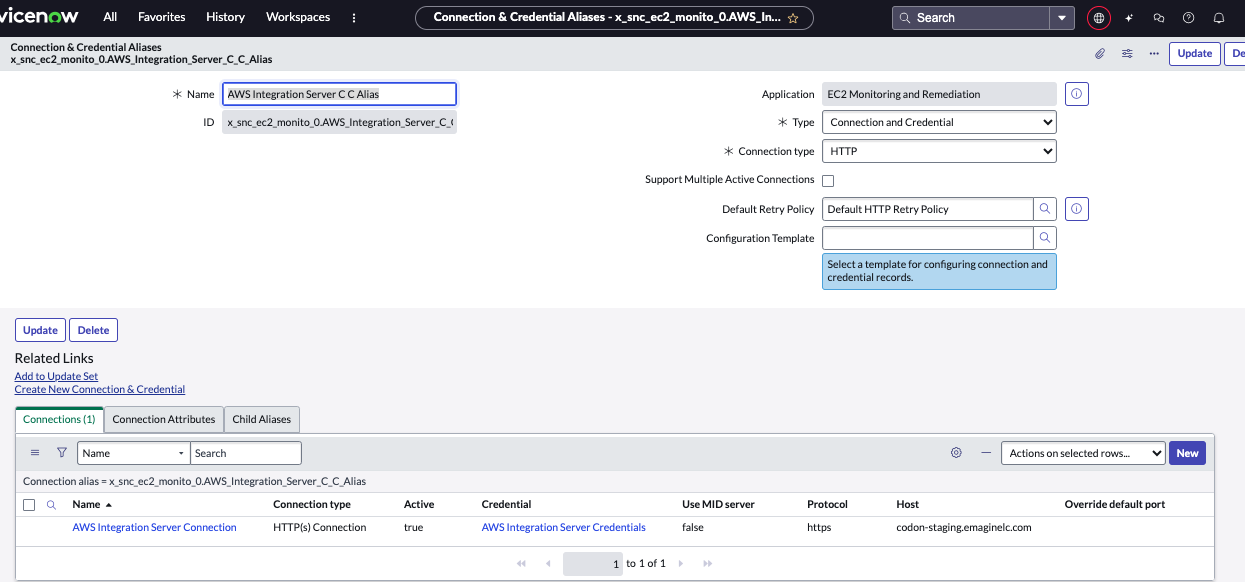 vicenow All Favorites History Workspaces Connection & Credential Aliases - x_snc_ec2_monito_0.AWS_In... Search
Connection & Credential Aliases
x_snc_ec2_monito_0.AWS_Integration_Server_C_C_Alias
Update De
Name AWS Integration Server C C Alias
ID x_snc_ec2_monito_0.AWS_Integration_Server_C_(
Application EC2 Monitoring and Remediation
Type Connection and Credential
Connection type HTTP
Support Multiple Active Connections
Default Retry Policy Default HTTP Retry Policy
Configuration Template
Select a template for configuring connection and
credential records.
Update Delete
Related Links
Add to Update Set
Create New Connection & Credential
Connections (1) Connection Attributes Child Aliases
Name Search Actions on selected rows... New
Connection alias = x_snc_ec2_monito_0.AWS_Integration_Server_C_C_Alias
Name Connection type Active Credential Use MID server Protocol Host Override default port
AWS Integration Server Connection HTTP(s) Connection true AWS Integration Server Credentials false https codon-staging.emaginelc.com
1 to 1 of 1